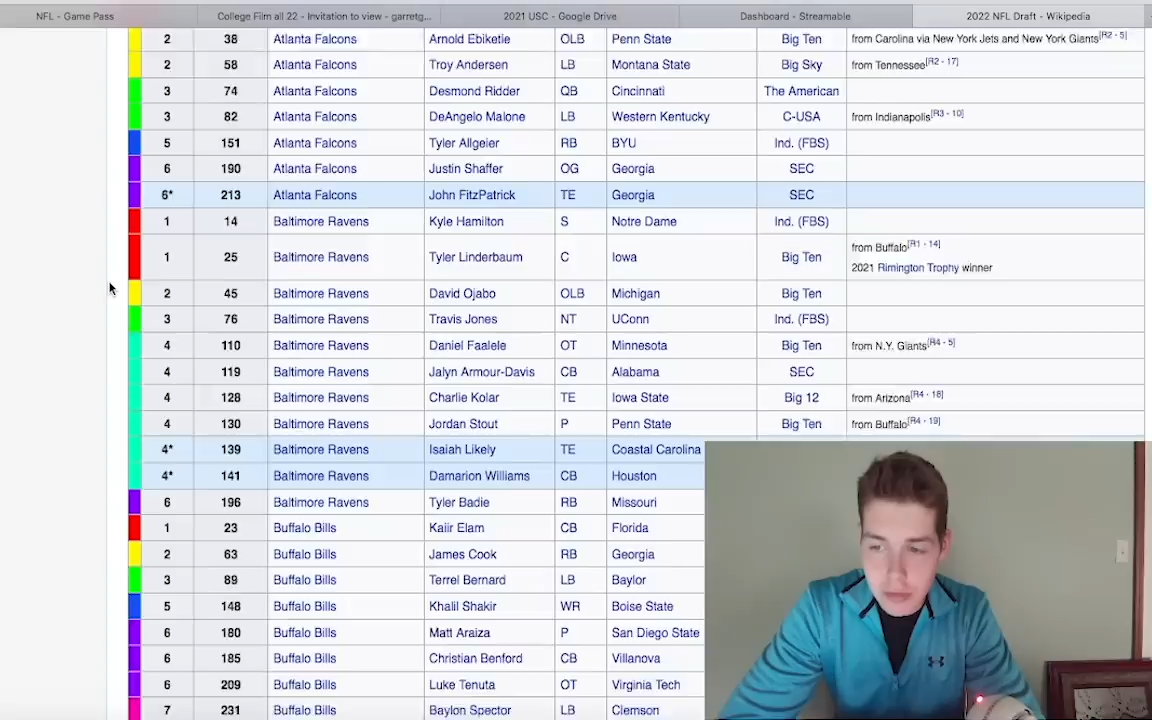 NFL - Game Pass College Film all 22 - Invitation to view - garretg... 2021 USC - Google Drive Dashboard - Streamable 2022 NFL Draft - Wikipedia
2 38 Atlanta Falcons Arnold Ebiketie OLB Penn State Big Ten from Carolina via New York Jets and New York Giants[R2 - 5]
2 58 Atlanta Falcons Troy Andersen LB Montana State Big Sky from Tennessee[R2 - 17]
3 74 Atlanta Falcons Desmond Ridder QB Cincinnati The American
3 82 Atlanta Falcons DeAngelo Malone LB Western Kentucky C-USA from Indianapolis[R3 - 10]
5 151 Atlanta Falcons Tyler Allgeier RB BYU Ind. (FBS)
6 190 Atlanta Falcons Justin Shaffer OG Georgia SEC
6* 213 Atlanta Falcons John FitzPatrick TE Georgia SEC
1 14 Baltimore Ravens Kyle Hamilton S Notre Dame Ind. (FBS)
1 25 Baltimore Ravens Tyler Linderbaum C Iowa Big Ten from Buffalo[R1 - 14]
2021 Rimington Trophy winner
2 45 Baltimore Ravens David Ojabo OLB Michigan Big Ten
3 76 Baltimore Ravens Travis Jones NT UConn Ind. (FBS)
4 110 Baltimore Ravens Daniel Faalele OT Minnesota Big Ten from N.Y. Giants[R4 - 5]
4 119 Baltimore Ravens Jalyn Armour-Davis CB Alabama SEC
4 128 Baltimore Ravens Charlie Kolar TE Iowa State Big 12 from Arizona[R4 - 18]
4 130 Baltimore Ravens Jordan Stout P Penn State Big Ten from Buffalo[R4 - 19]
4* 139 Baltimore Ravens Isaiah Likely TE Coastal Carolina
4* 141 Baltimore Ravens Damarion Williams CB Houston
6 196 Baltimore Ravens Tyler Badie RB Missouri
1 23 Buffalo Bills Kaiir Elam CB Florida
2 63 Buffalo Bills James Cook RB Georgia
3 89 Buffalo Bills Terrel Bernard LB Baylor
5 148 Buffalo Bills Khalil Shakir WR Boise State
6 180 Buffalo Bills Matt Araiza P San Diego State
6 185 Buffalo Bills Christian Benford CB Villanova
6 209 Buffalo Bills Luke Tenuta OT Virginia Tech
7 231 Buffalo Bills Baylon Spector LB Clemson